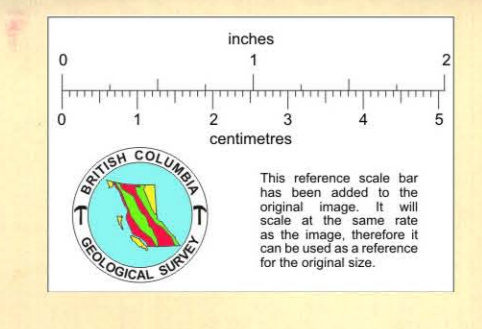 inches
0 1 2
0 1 2 3 4 5
centimetres
BRITISH COLUMBIA
GEOLOGICAL SURVEY
This reference scale bar
has been added to the
original image. It will
scale at the same rate
as the image, therefore it
can be used as a reference
for the original size.